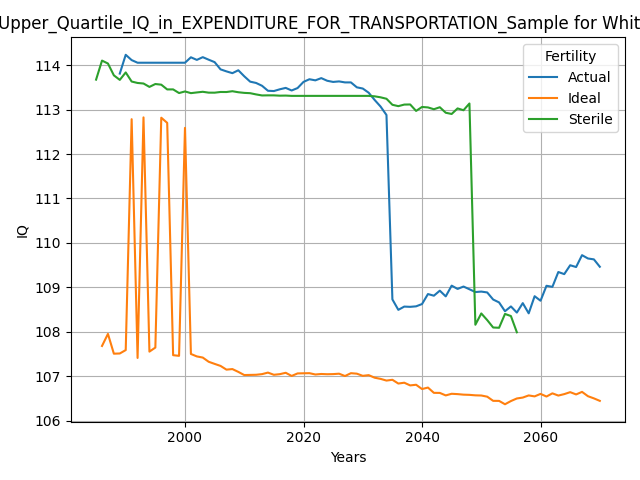 Upper_Quartile_IQ_in_EXPENDITURE_FOR_TRANSPORTATION_Sample for Whit
Fertility
Actual
Ideal
Sterile
IQ
114
113
112
111
110
109
108
107
106
2000 2020 2040 2060
Years